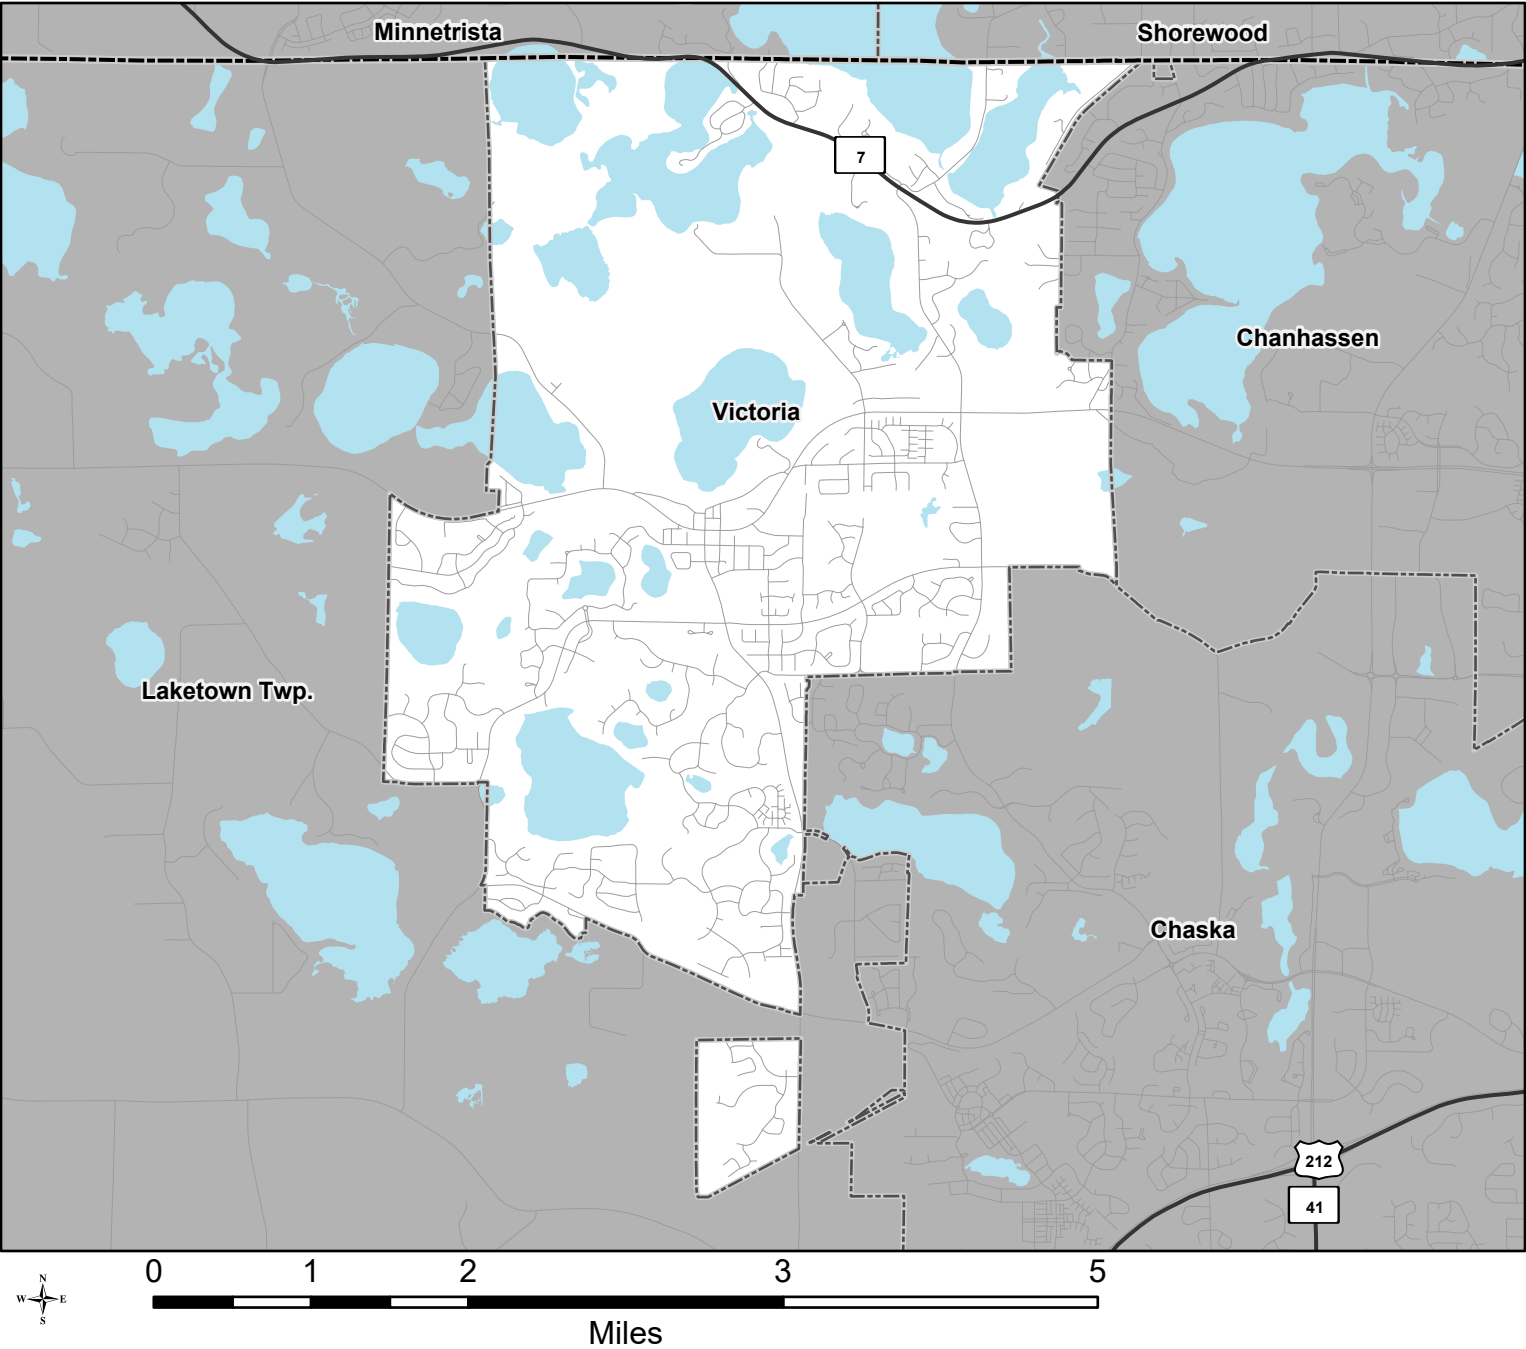 Minnetrista
Shorewood
7
Chanhassen
Victoria
Laketown Twp.
Chaska
212
41
0 1 2 3 5
Miles
N
W E
S